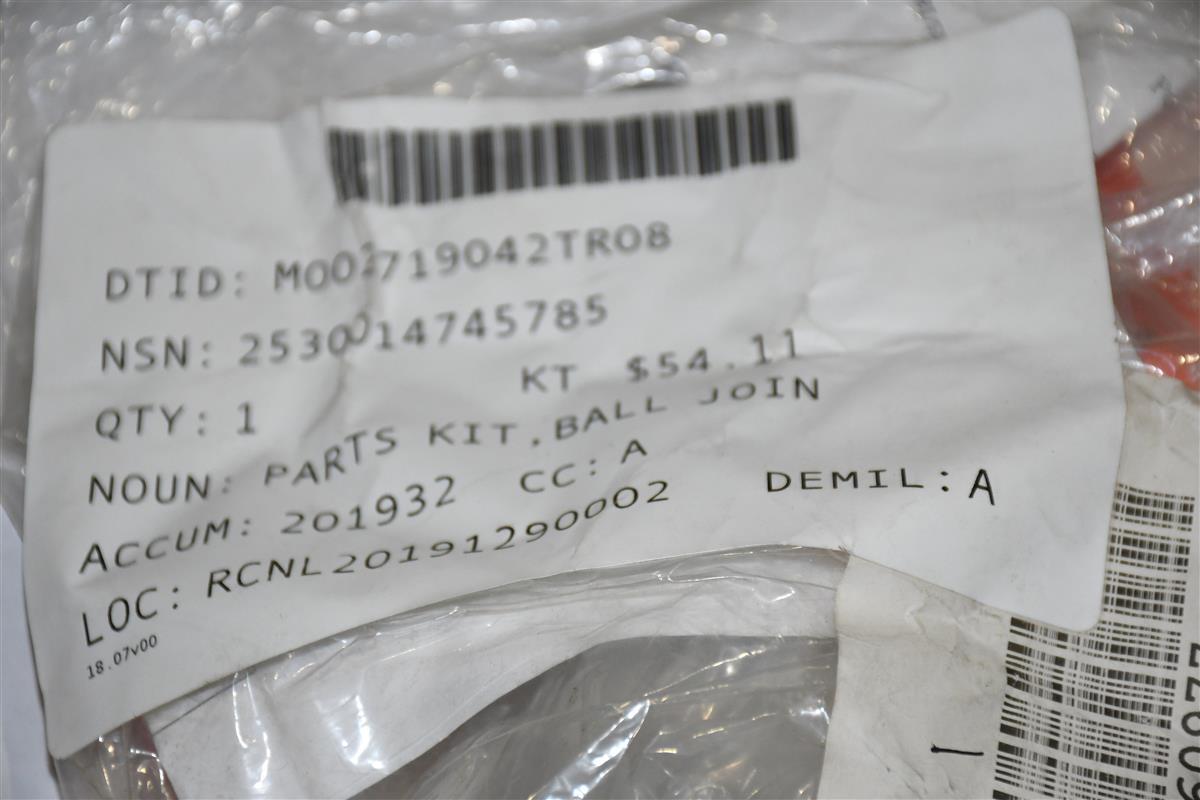 DTID: M002719042TR08
NSN: 2530014745785
QTY: 1 KT $54.11
NOUN: PARTS KIT,BALL JOIN
ACCUM: 201932 CC: A
LOC: RCNL20191290002 DEMIL: A
18.07v00